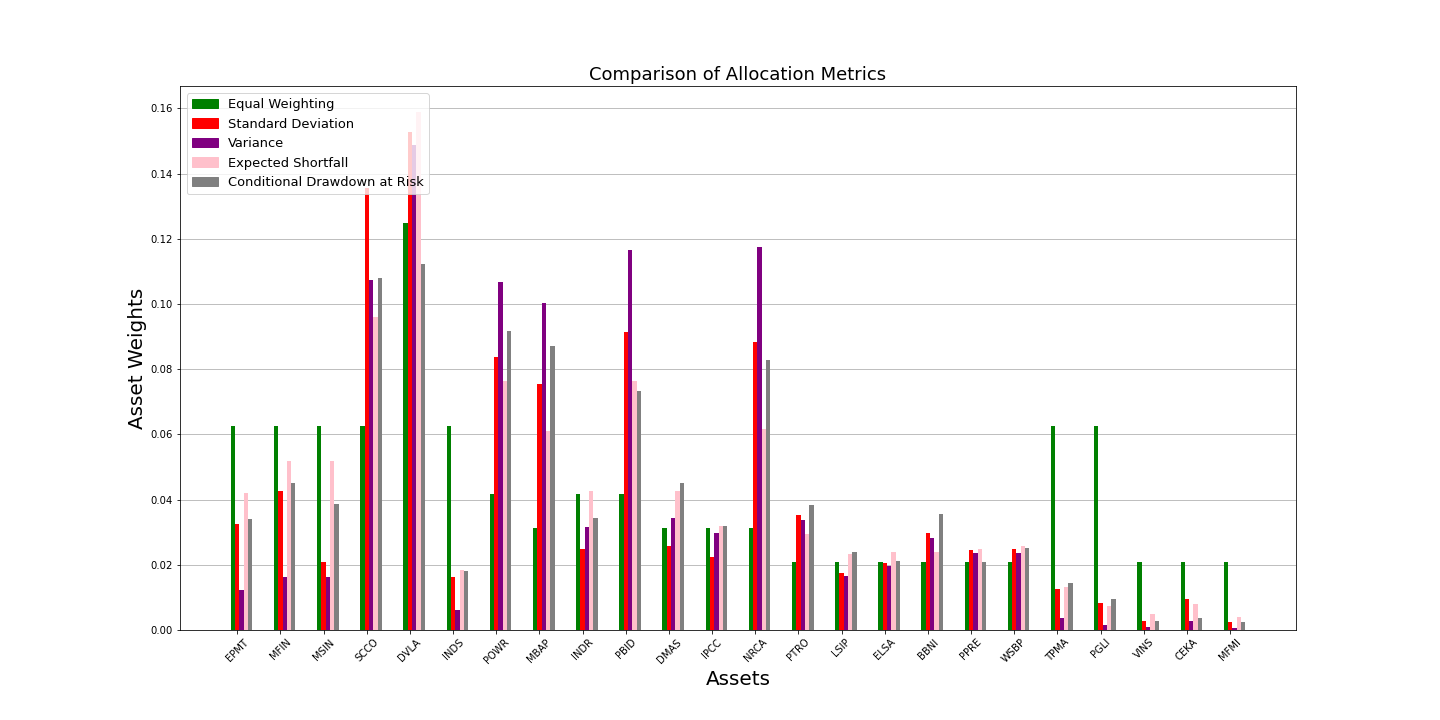 Comparison of Allocation Metrics
Equal Weighting
Standard Deviation
Variance
Expected Shortfall
Conditional Drawdown at Risk
0.16
0.14
0.12
0.10
0.08
0.06
0.04
0.02
0.00
Asset Weights
EPMT
MFIN
MSIN
SCCO
DVLA
INDS
POWR
MBAP
INDR
PBID
DMAS
IPCC
NRCA
PTRO
LSIP
ELSA
BBNI
PPRE
WSBP
TPMA
PGLI
VINS
CEKA
MFMI
Assets